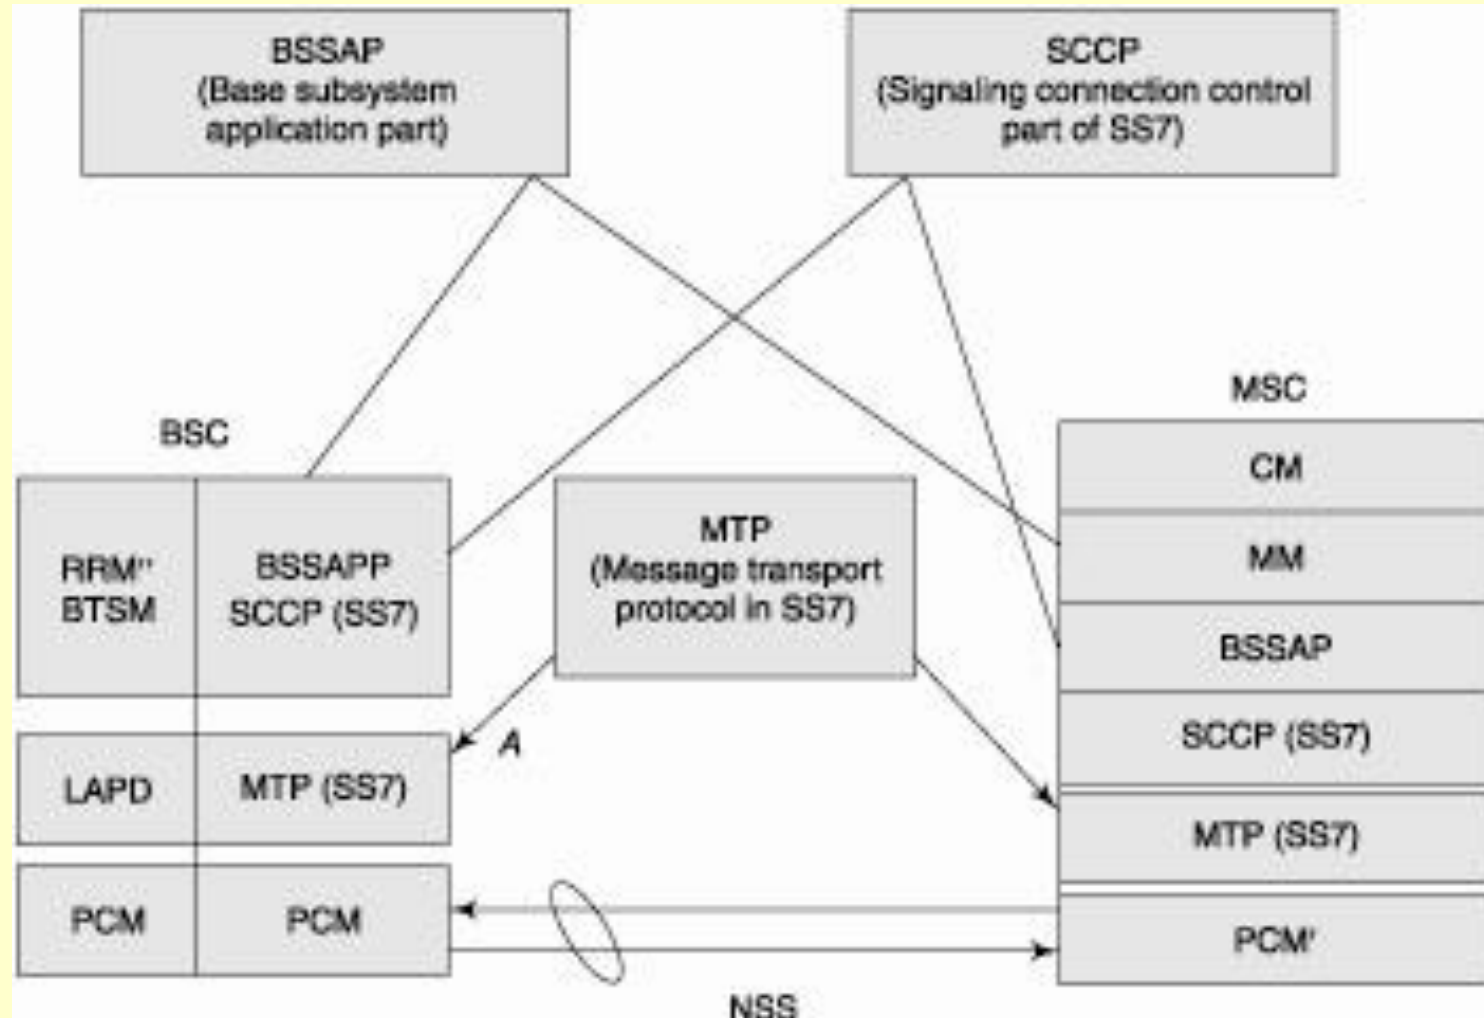 BSSAP
(Base subsystem
application part)
SCCP
(Signaling connection control
part of SS7)
BSC
MSC
RRM"
BTSM
BSSAPP
SCCP (SS7)
MTP
(Message transport
protocol in SS7)
CM
MM
BSSAP
SCCP (SS7)
A
LAPD
MTP (SS7)
MTP (SS7)
PCM
PCM
PCM'
NSS